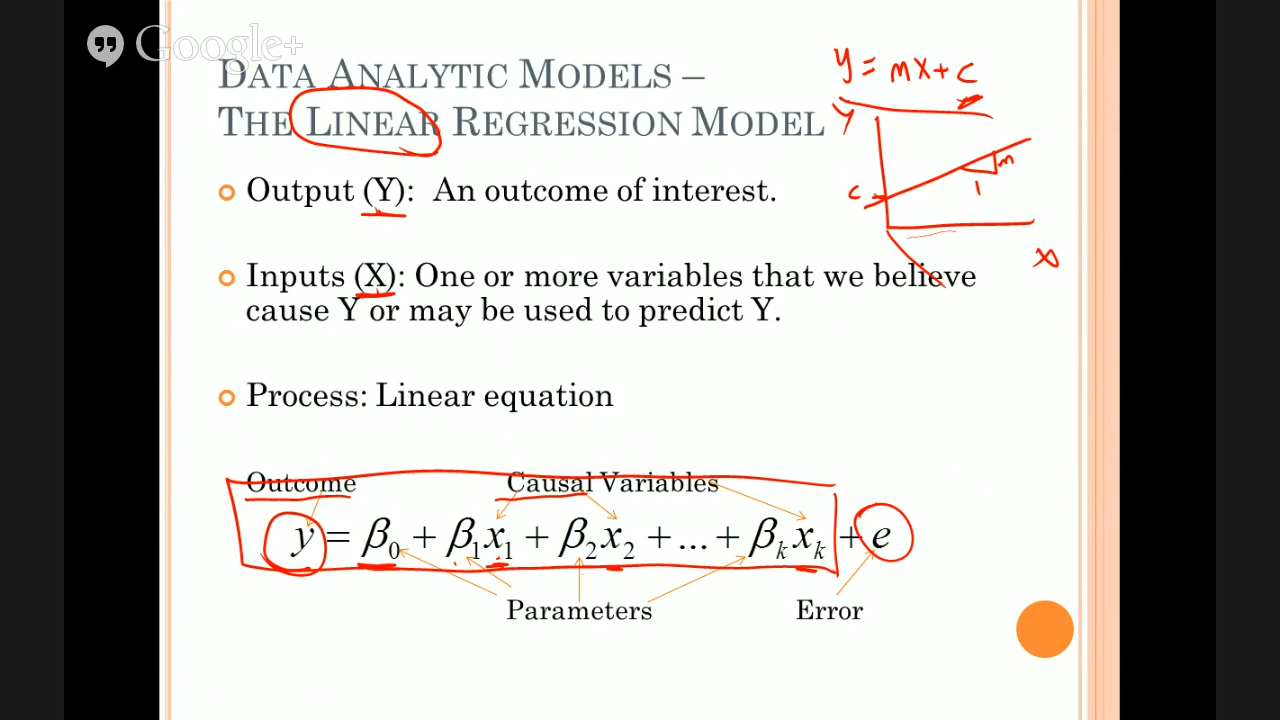 Google+
DATA ANALYTIC MODELS –
THE LINEAR REGRESSION MODEL
y = mx + c
Y
c
m
1
X
Output (Y): An outcome of interest.
Inputs (X): One or more variables that we believe
cause Y or may be used to predict Y.
Process: Linear equation
Outcome Causal Variables
y = β₀ + β₁x₁ + β₂x₂ + ... + βₖxₖ + e
Parameters Error